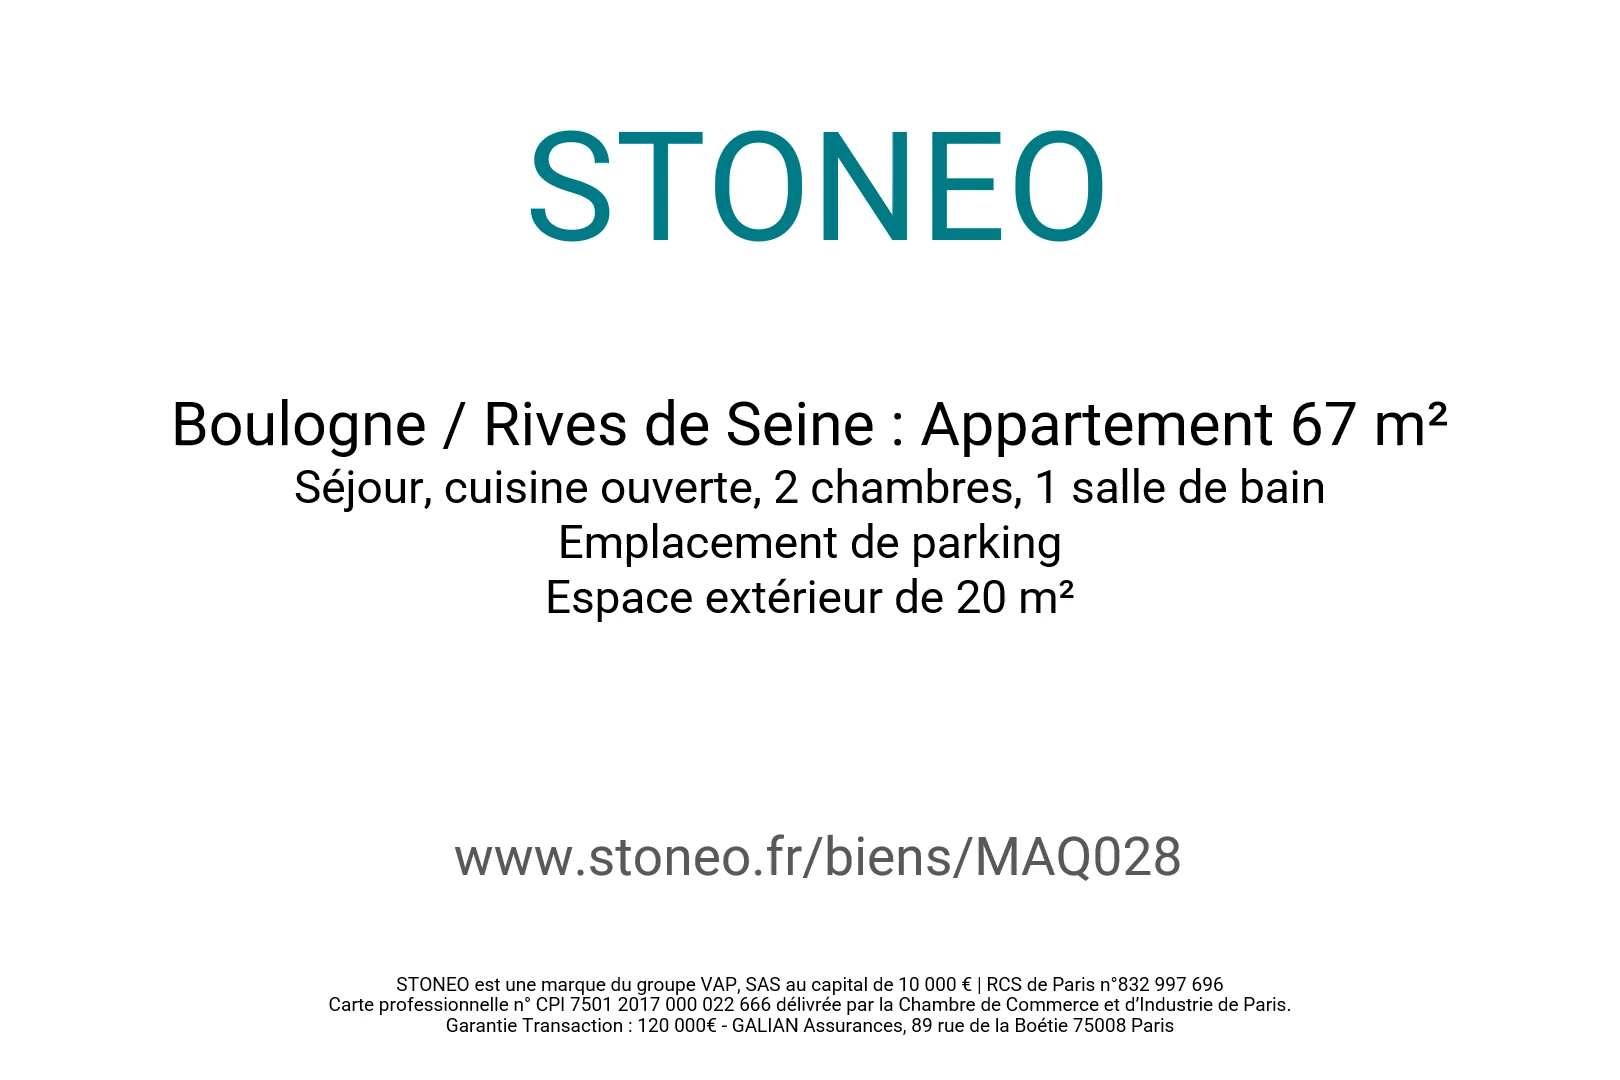 STONEO
Boulogne / Rives de Seine : Appartement 67 m²
Séjour, cuisine ouverte, 2 chambres, 1 salle de bain
Emplacement de parking
Espace extérieur de 20 m²
www.stoneo.fr/biens/MAQ028
STONEO est une marque du groupe VAP, SAS au capital de 10 000 € | RCS de Paris n°832 997 696
Carte professionnelle n° CPI 7501 2017 000 022 666 délivrée par la Chambre de Commerce et d’Industrie de Paris.
Garantie Transaction : 120 000€ - GALIAN Assurances, 89 rue de la Boétie 75008 Paris